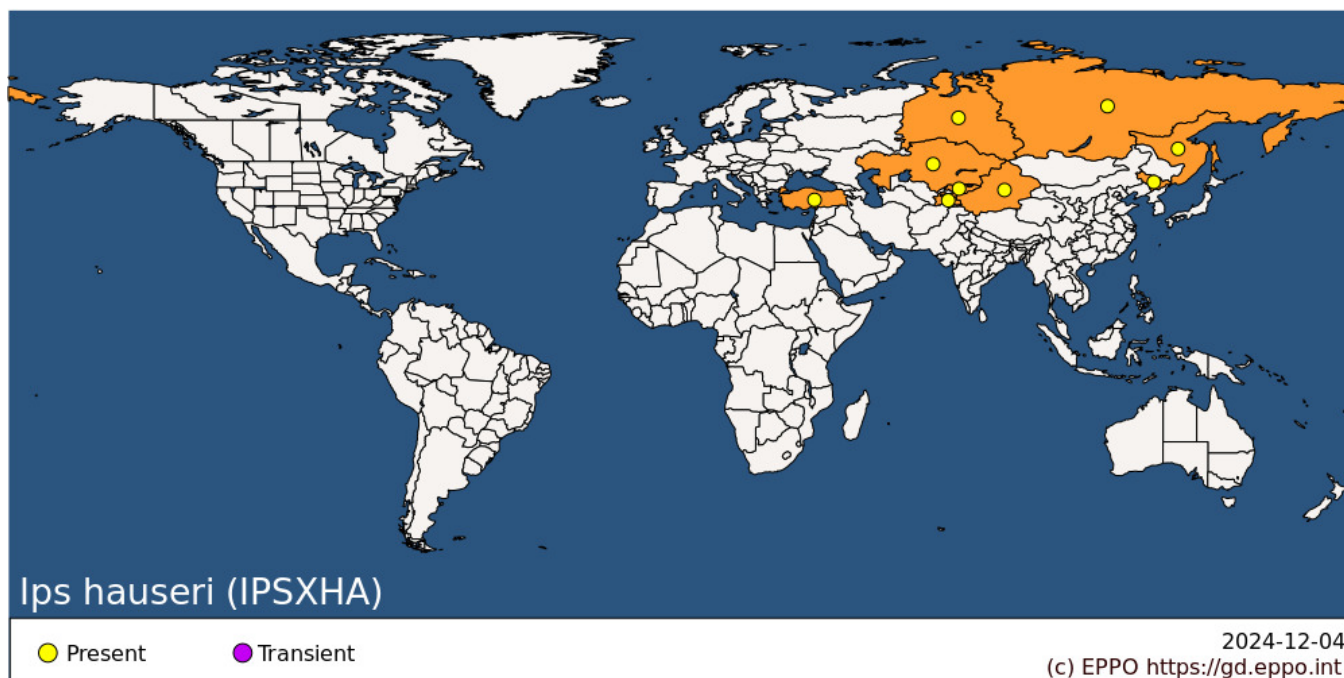 Ips hauseri (IPSXHA)
Present
Transient
2024-12-04
(c) EPPO https://gd.eppo.int